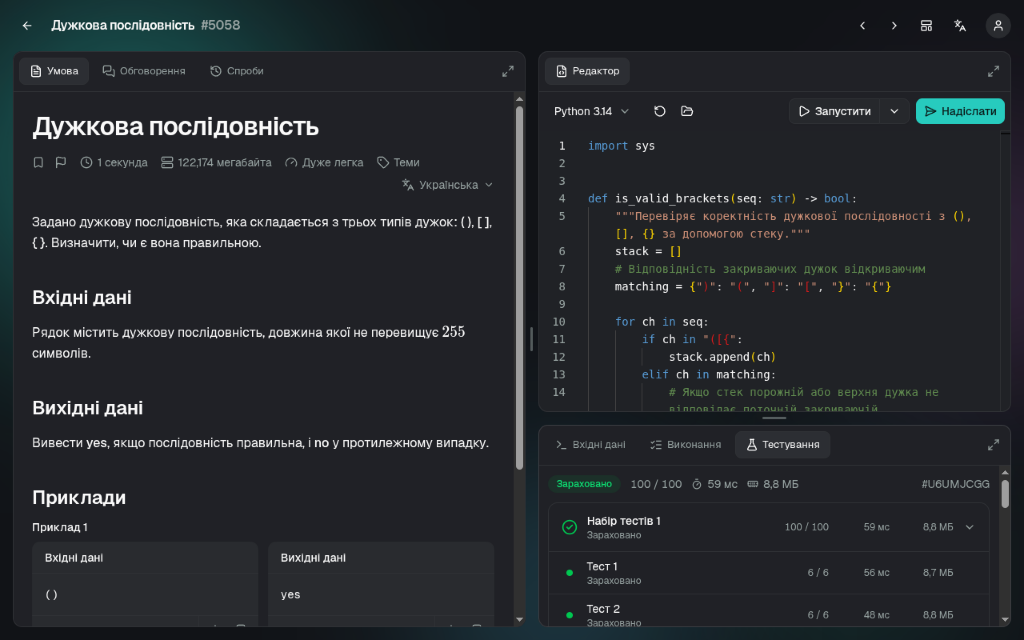 Дужкова послідовність #5058
Умова Обговорення Спроби
Дужкова послідовність
1 секунда 122,174 мегабайта Дуже легка Теми
Українська
Задано дужкову послідовність, яка складається з трьох типів дужок: (), [],
{}. Визначити, чи є вона правильною.
Вхідні дані
Рядок містить дужкову послідовність, довжина якої не перевищує 255
символів.
Вихідні дані
Вивести yes, якщо послідовність правильна, і no у протилежному випадку.
Приклади
Приклад 1
Вхідні дані
()
Вихідні дані
yes
Редактор
Python 3.14 Запустити Надіслати
1 import sys
2
3
4 def is_valid_brackets(seq: str) -> bool:
5 """Перевіряє коректність дужкової послідовності з (),
[], {} за допомогою стеку."""
6 stack = []
7 # Відповідність закриваючих дужок відкриваючим
8 matching = {")": "(", "]": "[", "}": "{"}
9
10 for ch in seq:
11 if ch in "([{":
12 stack.append(ch)
13 elif ch in matching:
14 # Якщо стек порожній або верхня дужка не
відповідає поточній закриваючій
Вхідні дані Виконання Тестування
Зараховано 100 / 100 59 мс 8,8 МБ #U6UMJCGG
Набір тестів 1 100 / 100 59 мс 8,8 МБ
Зараховано
Тест 1 6 / 6 56 мс 8,7 МБ
Зараховано
Тест 2 6 / 6 48 мс 8,8 МБ
Зараховано